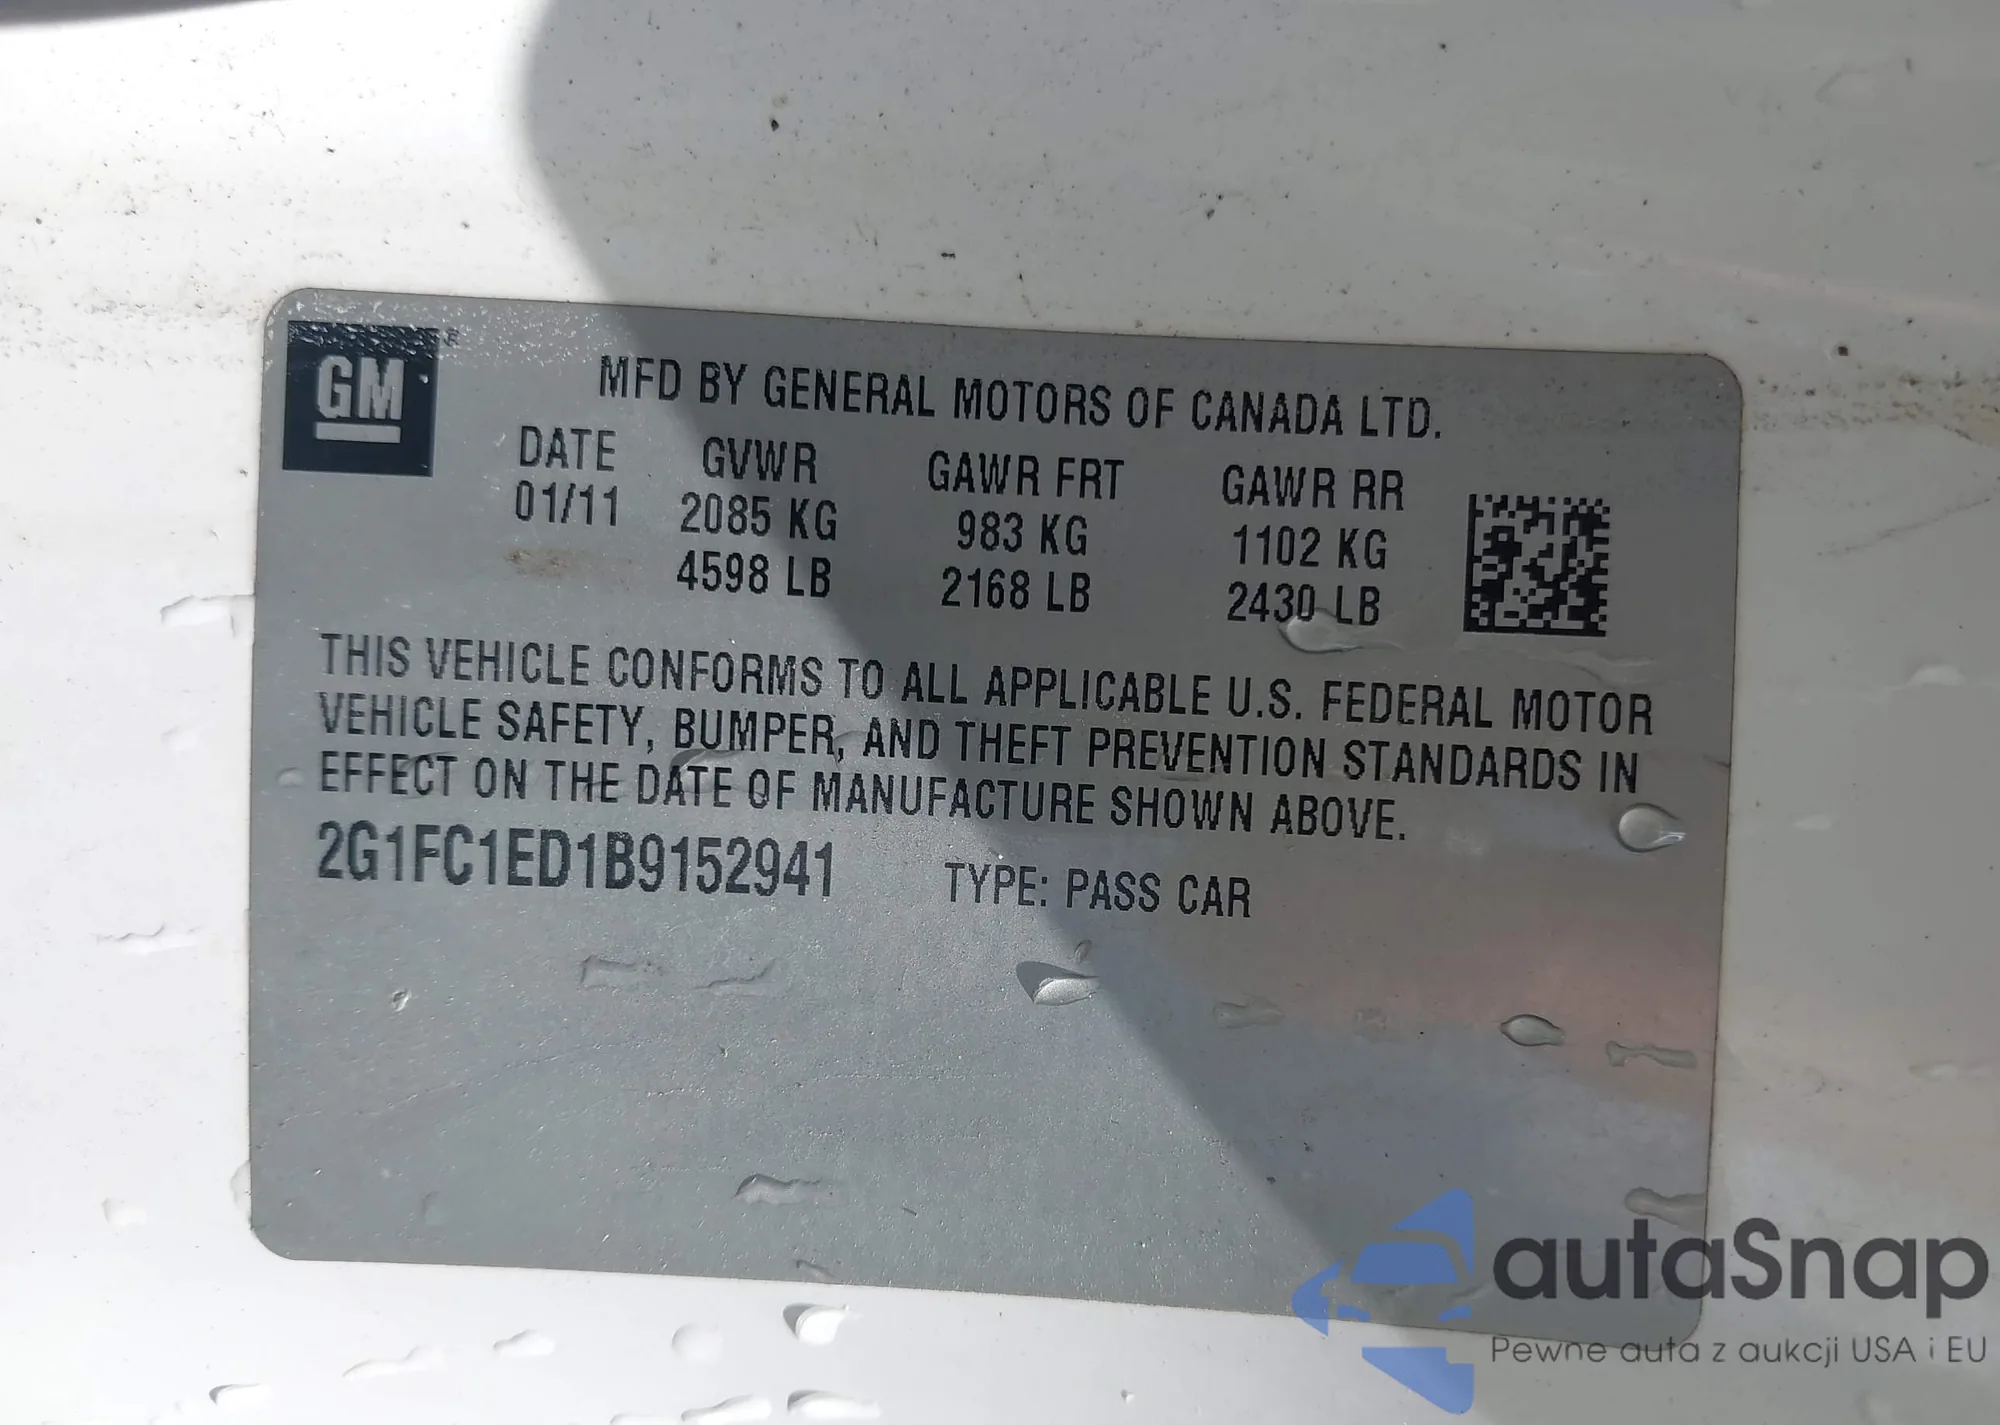 GM
MFD BY GENERAL MOTORS OF CANADA LTD.
DATE GVWR GAWR FRT GAWR RR
01/11 2085 KG 983 KG 1102 KG
4598 LB 2168 LB 2430 LB
THIS VEHICLE CONFORMS TO ALL APPLICABLE U.S. FEDERAL MOTOR
VEHICLE SAFETY, BUMPER, AND THEFT PREVENTION STANDARDS IN
EFFECT ON THE DATE OF MANUFACTURE SHOWN ABOVE.
2G1FC1ED1B9152941 TYPE: PASS CAR
autaSnap
Pewne auta z aukcji USA i EU